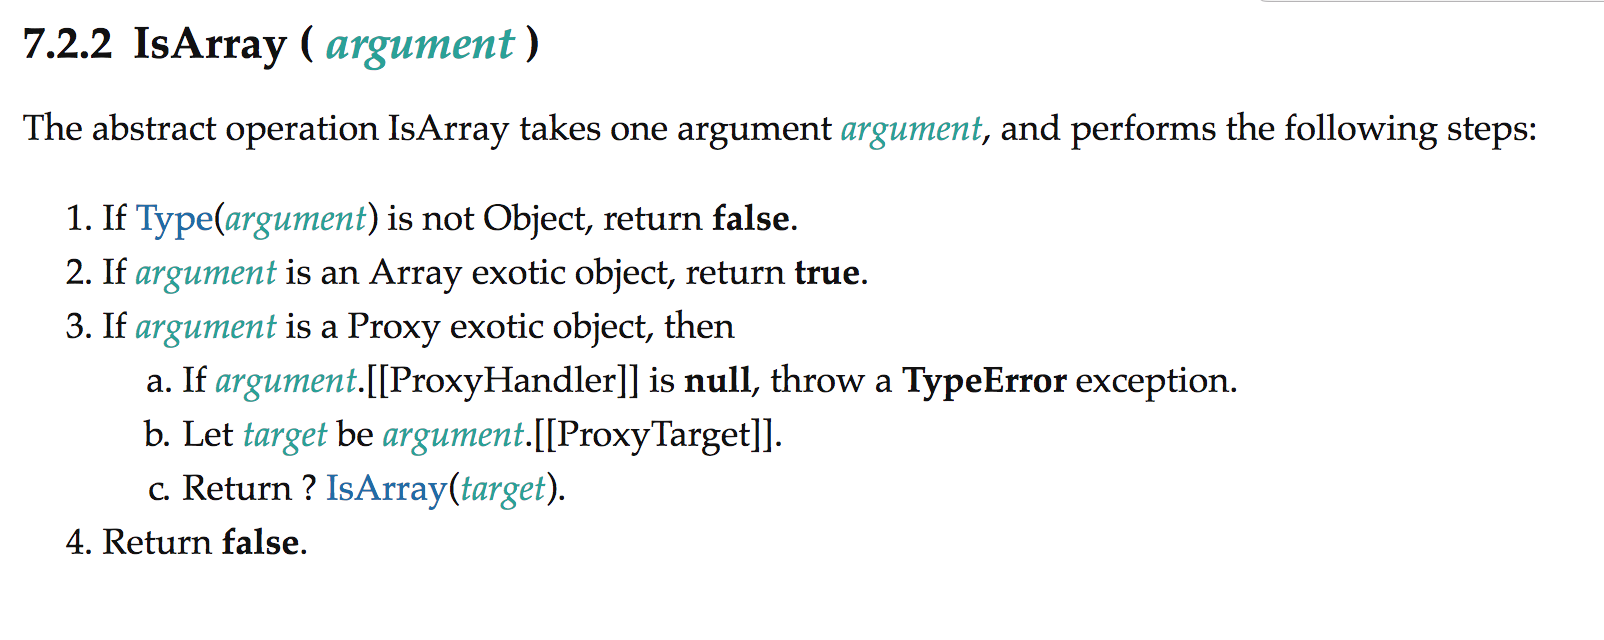 7.2.2 IsArray ( argument )
The abstract operation IsArray takes one argument argument, and performs the following steps:
1. If Type(argument) is not Object, return false.
2. If argument is an Array exotic object, return true.
3. If argument is a Proxy exotic object, then
a. If argument.[[ProxyHandler]] is null, throw a TypeError exception.
b. Let target be argument.[[ProxyTarget]].
c. Return ? IsArray(target).
4. Return false.